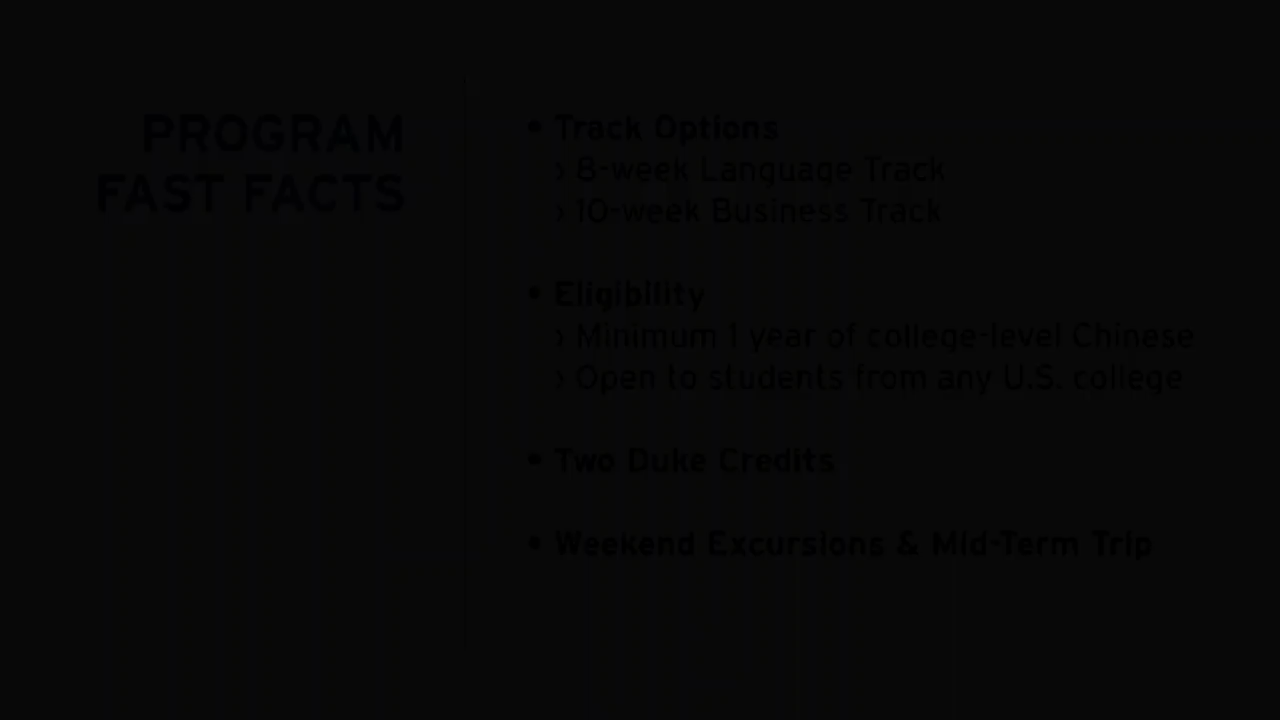 PROGRAM
FAST FACTS
• Track Options
› 8-week Language Track
› 10-week Business Track
• Eligibility
› Minimum 1 year of college-level Chinese
› Open to students from any U.S. college
• Two Duke Credits
• Weekend Excursions & Mid-Term Trip